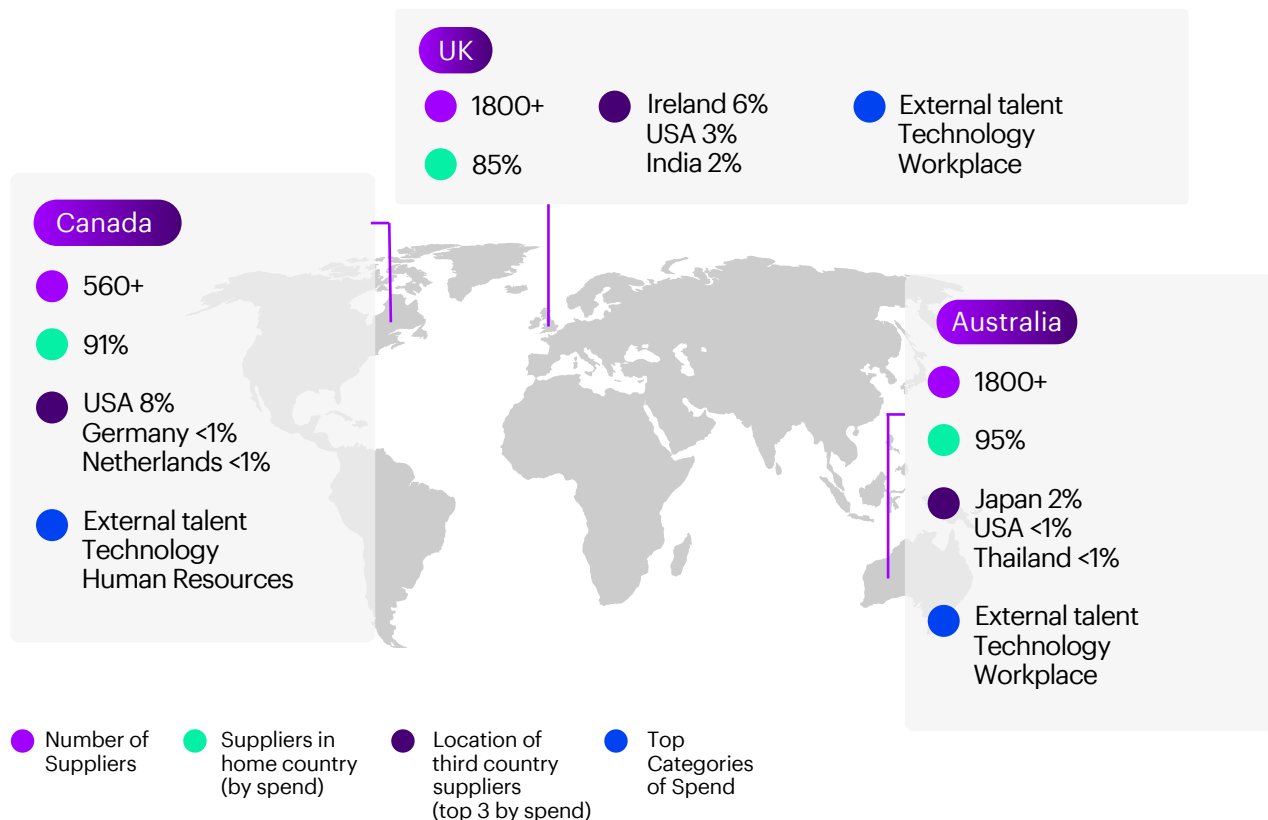 UK
1800+
85%
Ireland 6%
USA 3%
India 2%
External talent
Technology
Workplace
Canada
560+
91%
USA 8%
Germany <1%
Netherlands <1%
External talent
Technology
Human Resources
Australia
1800+
95%
Japan 2%
USA <1%
Thailand <1%
External talent
Technology
Workplace
Number of
Suppliers
Suppliers in
home country
(by spend)
Location of
third country
suppliers
(top 3 by spend)
Top
Categories
of Spend